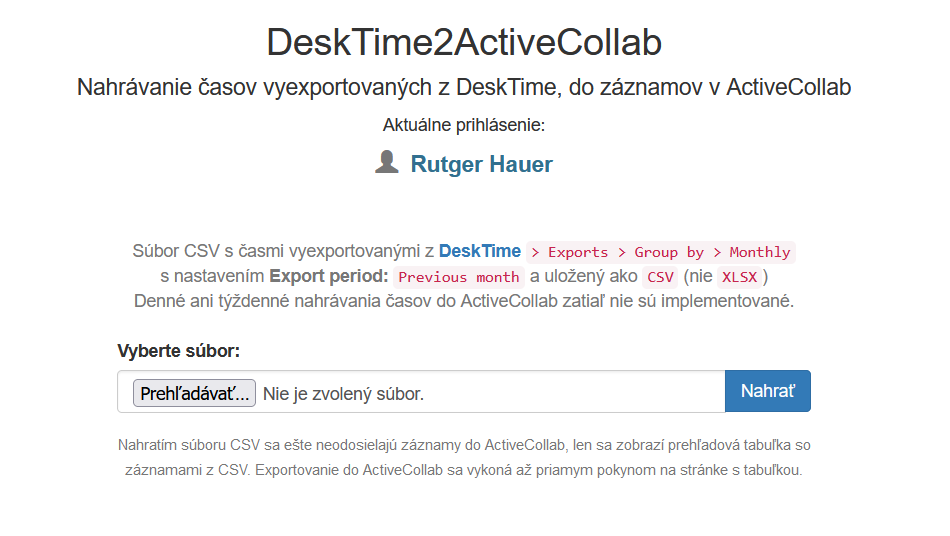 DeskTime2ActiveCollab
Nahrávanie časov vyexportovaných z DeskTime, do záznamov v ActiveCollab
Aktuálne prihlásenie:
Rutger Hauer
Súbor CSV s časmi vyexportovanými z DeskTime > Exports > Group by > Monthly
s nastavením Export period: Previous month a uložený ako CSV (nie XLSX)
Denné ani týždenné nahrávania časov do ActiveCollab zatiaľ nie sú implementované.
Vyberte súbor:
Prehľadávať... Nie je zvolený súbor. Nahrať
Nahratím súboru CSV sa ešte neodosielajú záznamy do ActiveCollab, len sa zobrazí prehľadová tabuľka so
záznamami z CSV. Exportovanie do ActiveCollab sa vykoná až priamym pokynom na stránke s tabuľkou.